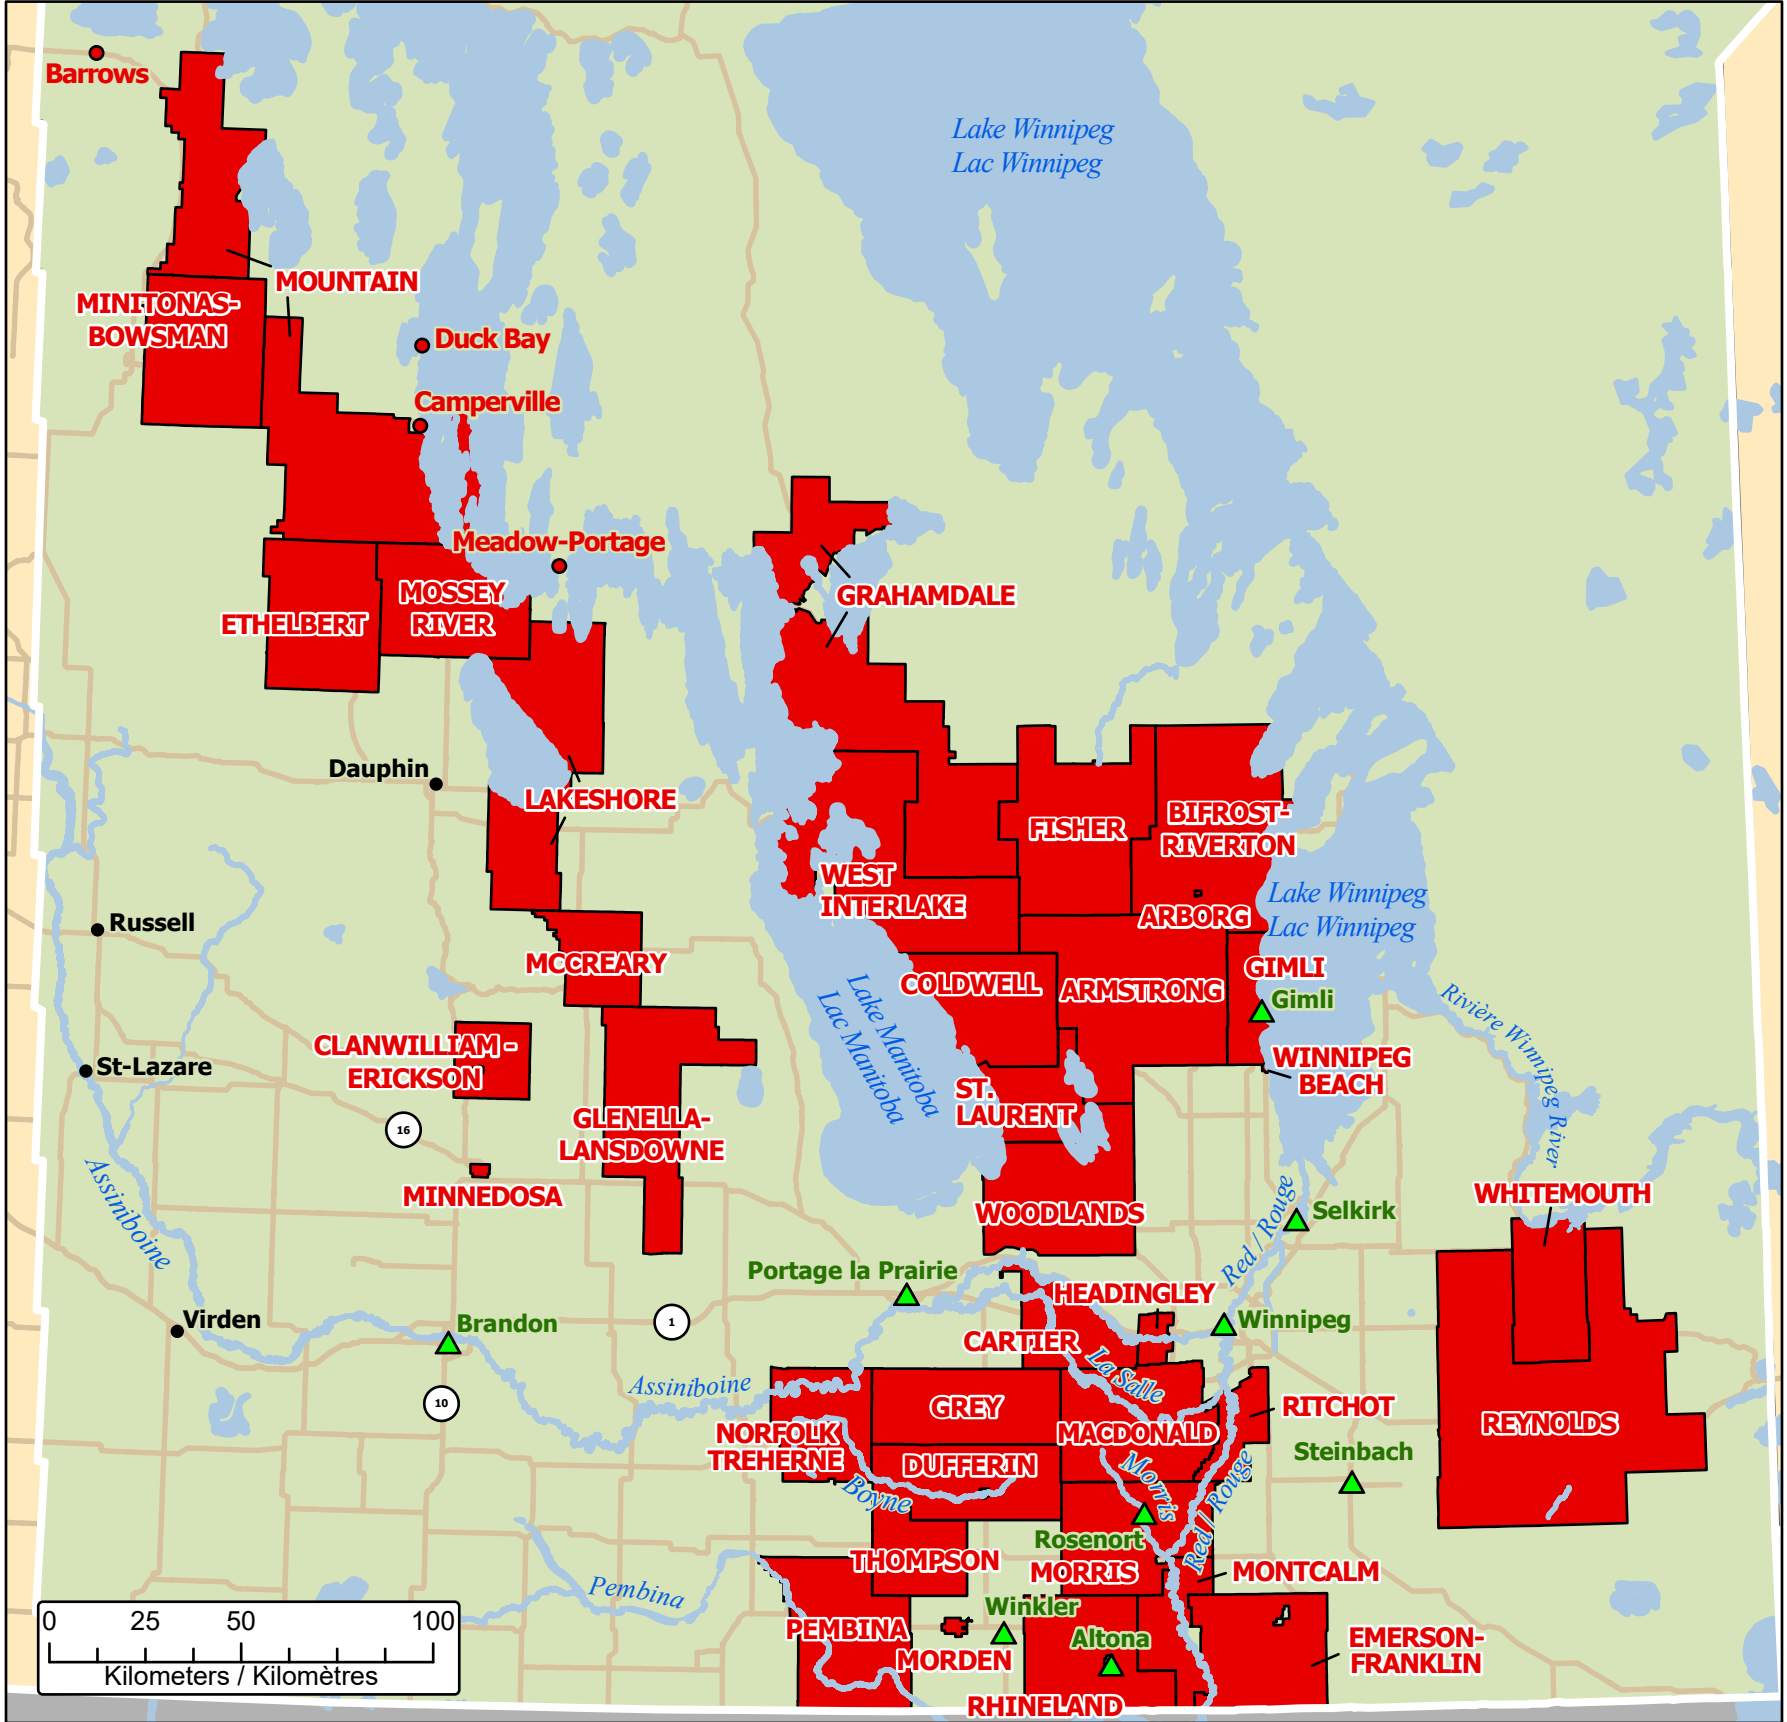 Barrows
Lake Winnipeg
Lac Winnipeg
MOUNTAIN
MINITONAS-
BOWSMAN
Duck Bay
Camperville
Meadow-Portage
MOSSEY
RIVER
ETHELBERT
GRAHAMDALE
Dauphin
LAKESHORE
FISHER
BIFROST-
RIVERTON
WEST
INTERLAKE
ARBORG
Lake Winnipeg
Lac Winnipeg
Russell
MCCREARY
COLDWELL
ARMSTRONG
GIMLI
Gimli
Lake Manitoba
Lac Manitoba
Rivière Winnipeg River
CLANWILLIAM -
ERICKSON
St-Lazare
WINNIPEG
BEACH
ST.
LAURENT
GLENELLA-
LANSDOWNE
16
MINNEDOSA
Assiniboine
WHITEMOUTH
WOODLANDS
Selkirk
Red / Rouge
Portage la Prairie
HEADINGLEY
Virden
Brandon
1
Winnipeg
CARTIER
La Salle
Assiniboine
10
GREY
RITCHOT
REYNOLDS
NORFOLK
TREHERNE
MACDONALD
DUFFERIN
Steinbach
Boyne
Morris
Red / Rouge
Rosenort
THOMPSON
MORRIS
MONTCALM
Pembina
Winkler
PEMBINA
Altona
MORDEN
EMERSON-
FRANKLIN
RHINELAND
0 25 50 100
Kilometers / Kilomètres